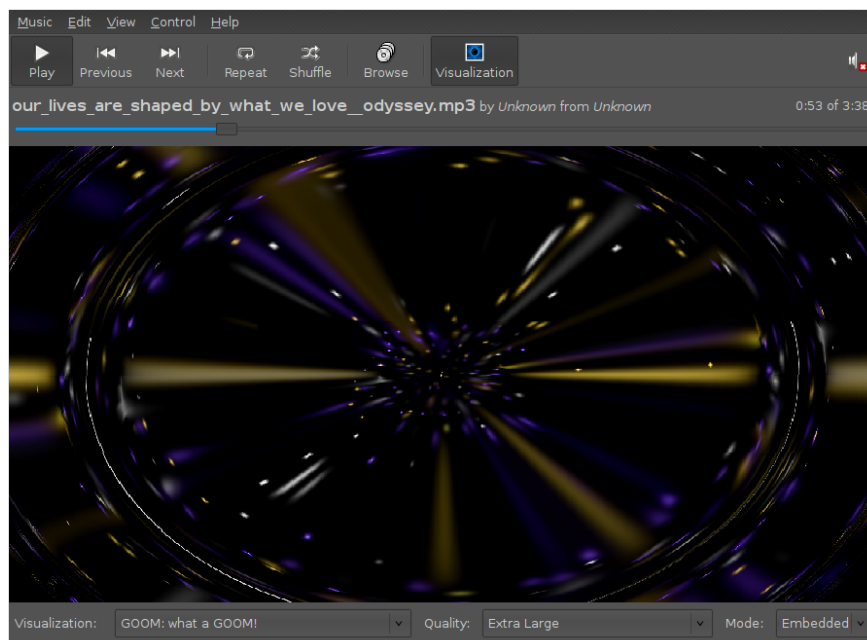 Music Edit View Control Help
Play Previous Next Repeat Shuffle Browse Visualization
our_lives_are_shaped_by_what_we_love__odyssey.mp3 by Unknown from Unknown 0:53 of 3:38
Visualization: GOOM: what a GOOM! Quality: Extra Large Mode: Embedded